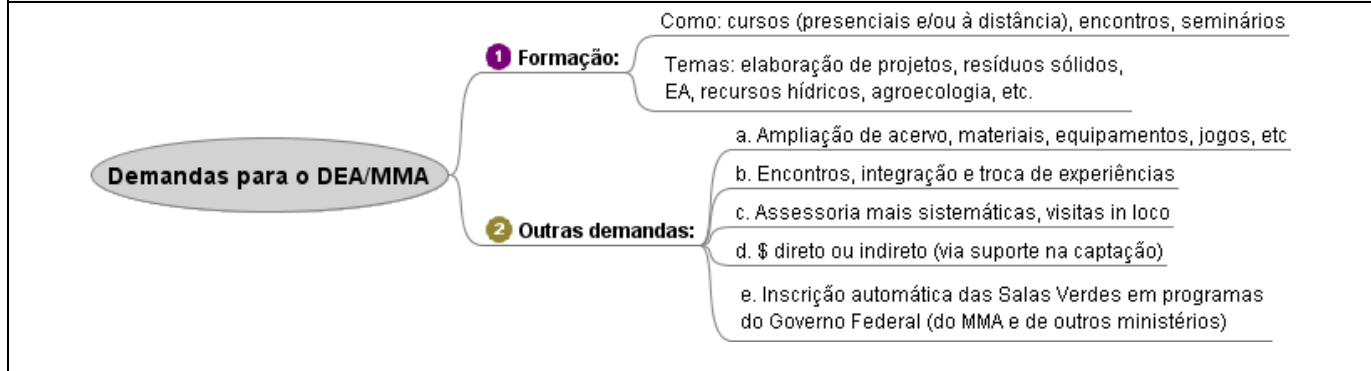 Demandas para o DEA/MMA
1 Formação:
Como: cursos (presenciais e/ou à distância), encontros, seminários
Temas: elaboração de projetos, resíduos sólidos,
EA, recursos hídricos, agroecologia, etc.
2 Outras demandas:
a. Ampliação de acervo, materiais, equipamentos, jogos, etc
b. Encontros, integração e troca de experiências
c. Assessoria mais sistemáticas, visitas in loco
d. $ direto ou indireto (via suporte na captação)
e. Inscrição automática das Salas Verdes em programas
do Governo Federal (do MMA e de outros ministérios)